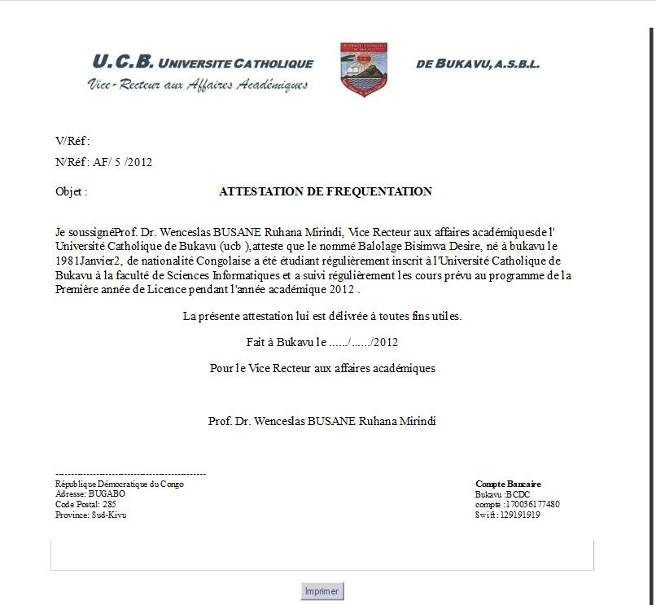 U.C.B. UNIVERSITE CATHOLIQUE DE BUKAVU, A.S.B.L.
Vice-Recteur aux Affaires Académiques
V/Réf :
N/Réf : AF/ 5 /2012
Objet : ATTESTATION DE FREQUENTATION
Je soussignéProf. Dr. Wenceslas BUSANE Ruhana Mirindi, Vice Recteur aux affaires académiquesde l'
Université Catholique de Bukavu (ucb ),atteste que le nommé Balolage Bisimwa Desire, né à bukavu le
1981Janvier2, de nationalité Congolaise a été étudiant régulièrement inscrit à l'Université Catholique de
Bukavu à la faculté de Sciences Informatiques et a suivi régulièrement les cours prévu au programme de la
Première année de Licence pendant l'année académique 2012 .
La présente attestation lui est délivrée à toutes fins utiles.
Fait à Bukavu le ....../....../2012
Pour le Vice Recteur aux affaires académiques
Prof. Dr. Wenceslas BUSANE Ruhana Mirindi
--------------------------------------------------
République Démocratique du Congo
Adresse: BUGABO
Code Postal: 285
Province: Sud-Kivu
Compte Bancaire
Bukavu :BCDC
compte :170036177480
Swift: 129191919
Imprimer